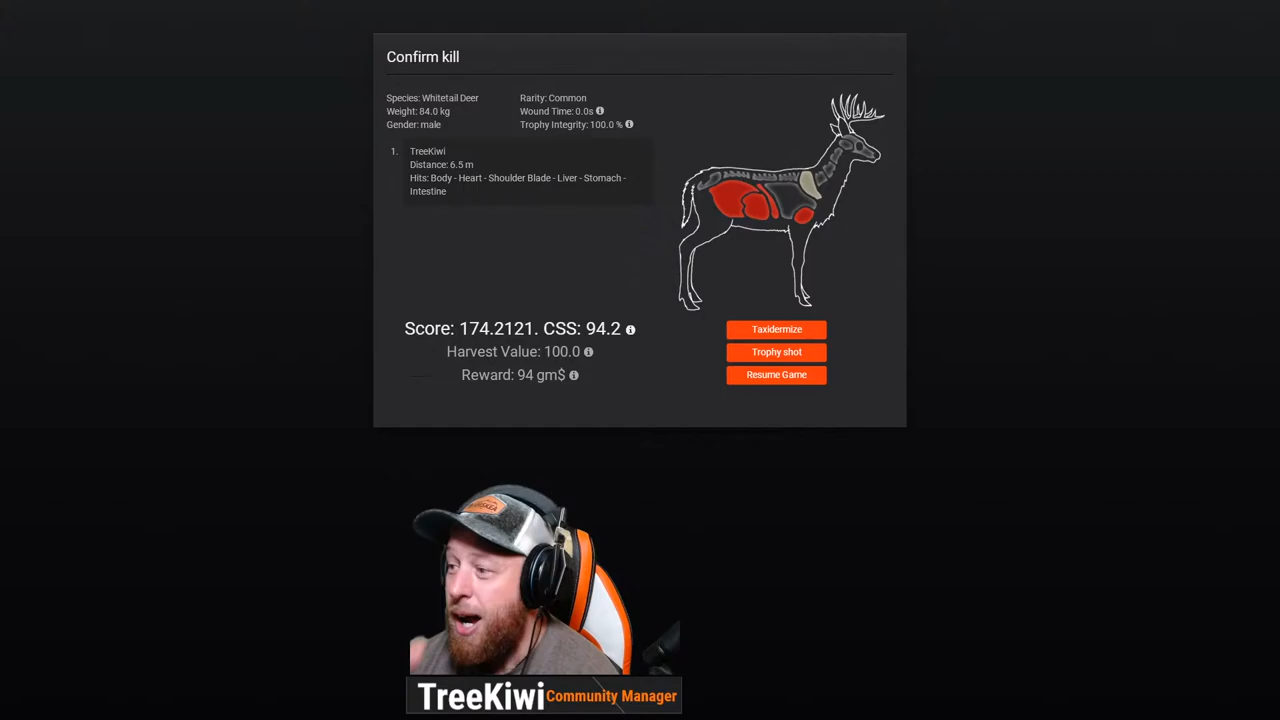 Confirm kill
Species: Whitetail Deer
Weight: 84.0 kg
Gender: male
Rarity: Common
Wound Time: 0.0s
Trophy Integrity: 100.0 %
1. TreeKiwi
Distance: 6.5 m
Hits: Body - Heart - Shoulder Blade - Liver - Stomach -
Intestine
Score: 174.2121. CSS: 94.2
Harvest Value: 100.0
Reward: 94 gm$
Taxidermize
Trophy shot
Resume Game
TreeKiwi Community Manager